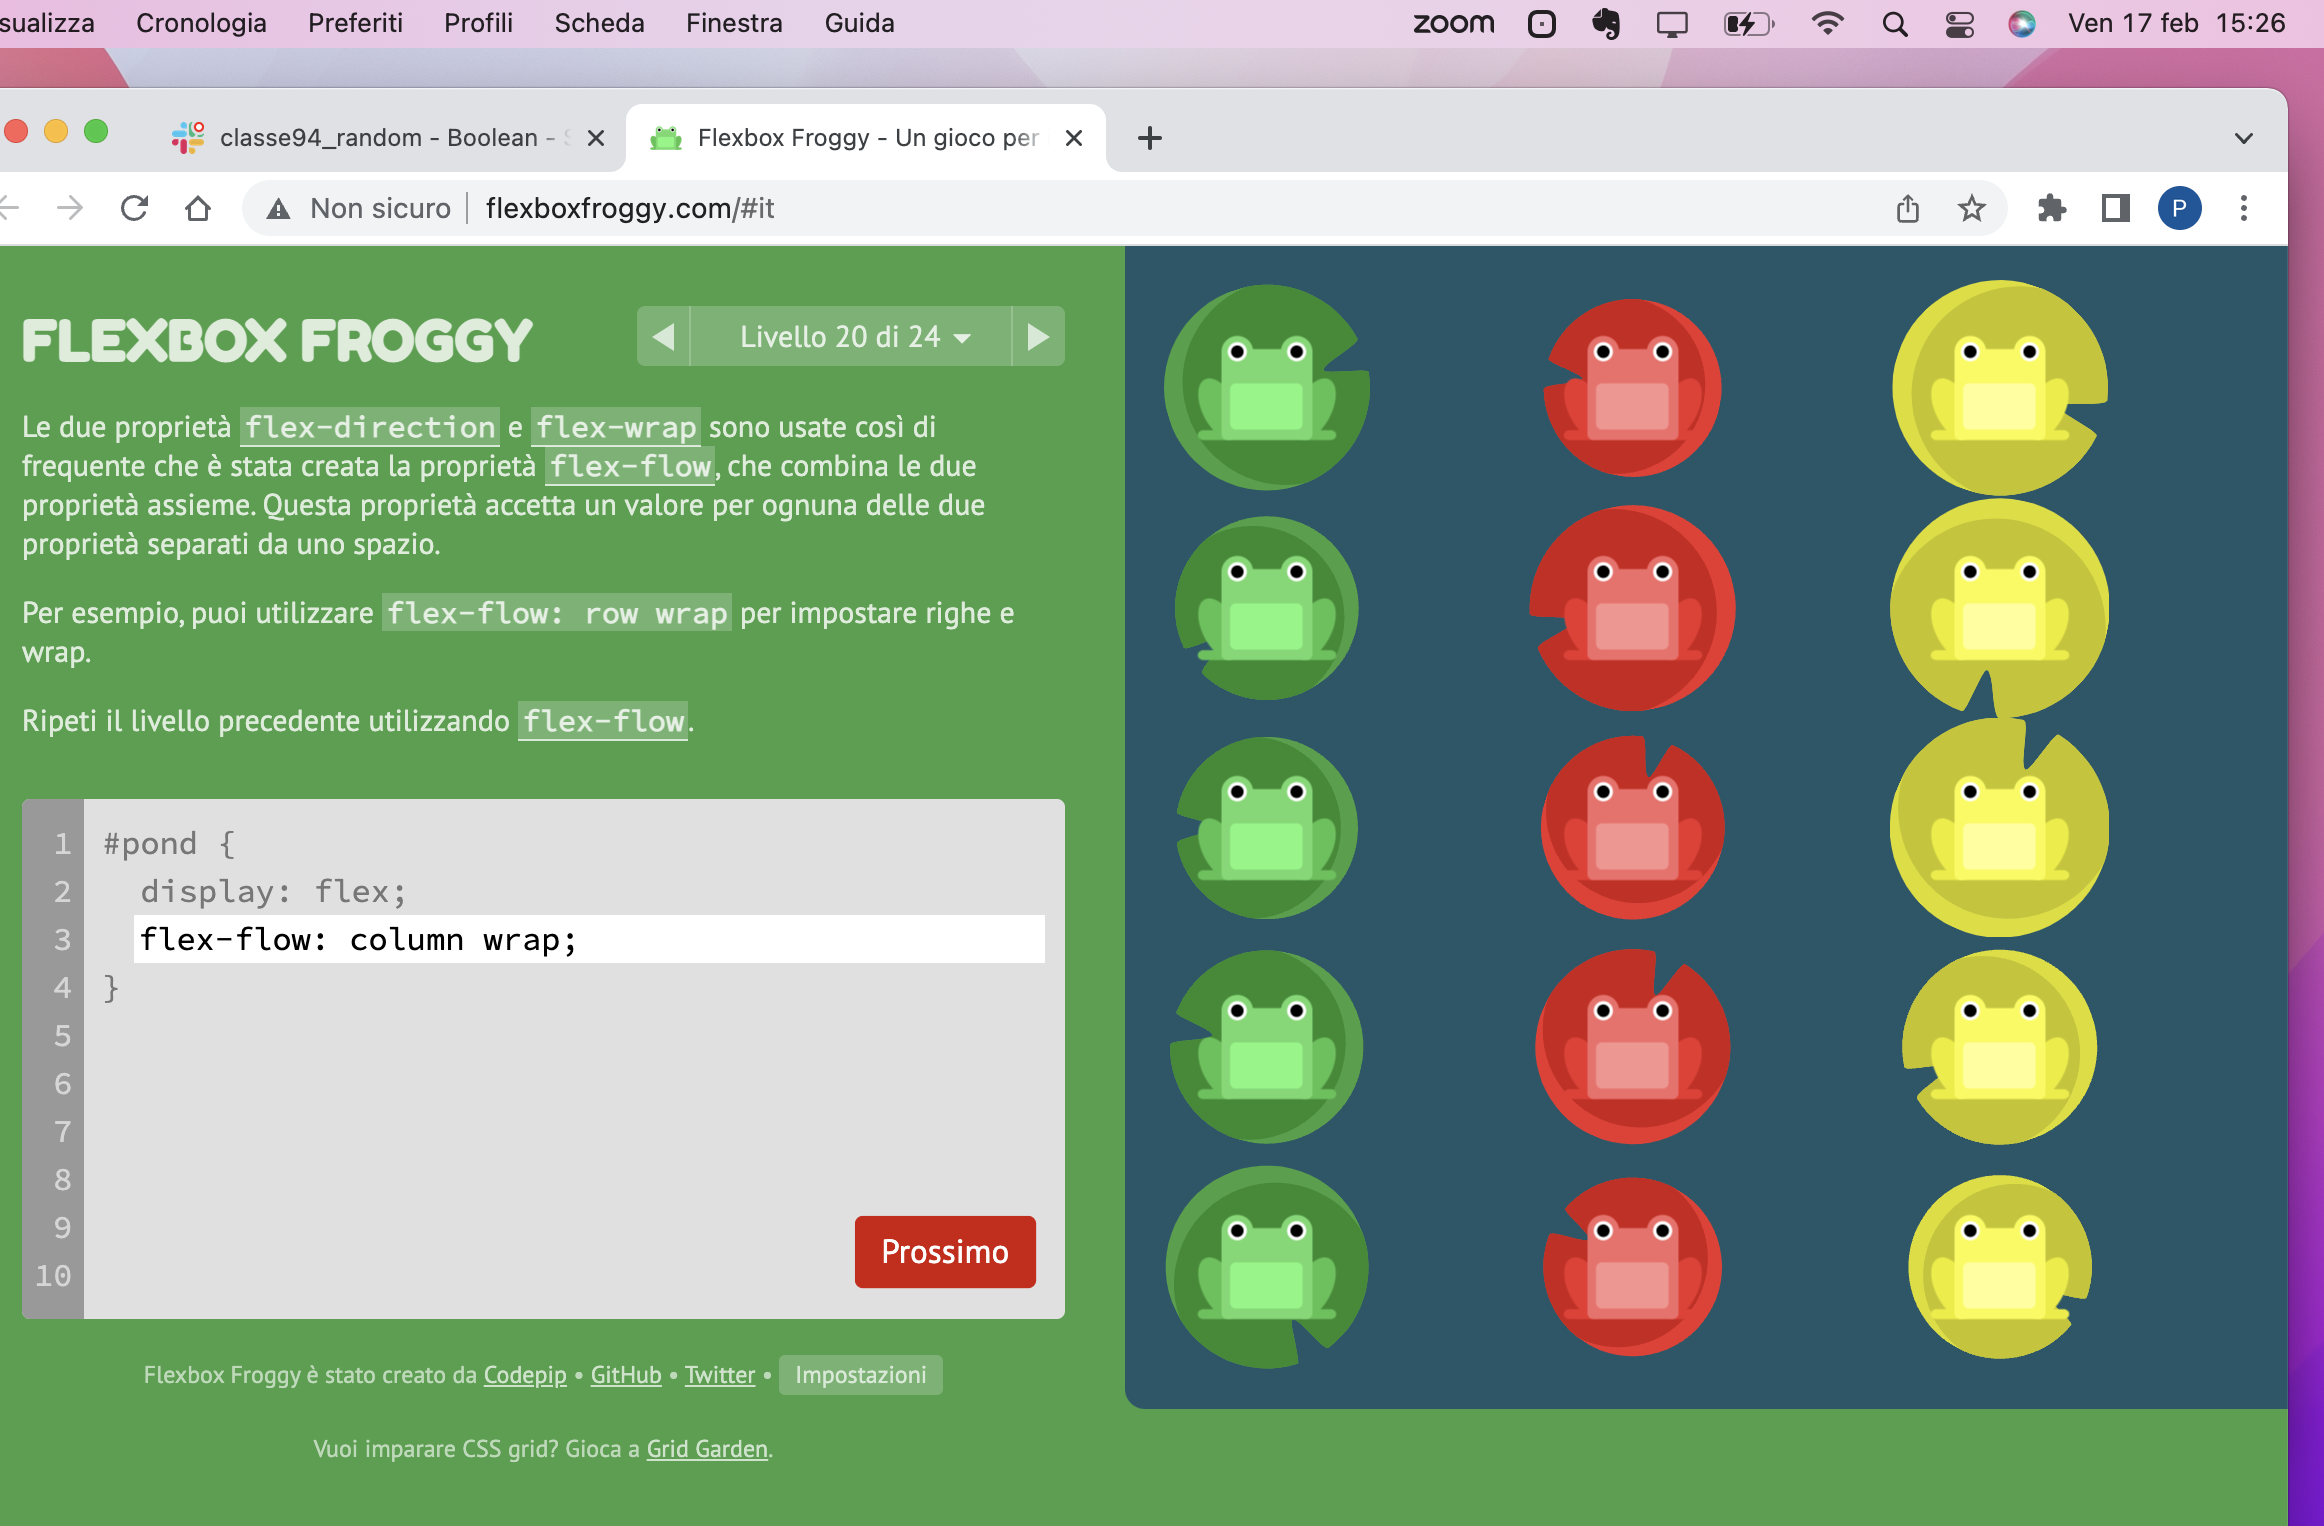 sualizza Cronologia Preferiti Profili Scheda Finestra Guida zoom Ven 17 feb 15:26
classe94_random - Boolean - Flexbox Froggy - Un gioco per
Non sicuro flexboxfroggy.com/#it P
FLEXBOX FROGGY
Livello 20 di 24
Le due proprietà flex-direction e flex-wrap sono usate così di
frequente che è stata creata la proprietà flex-flow, che combina le due
proprietà assieme. Questa proprietà accetta un valore per ognuna delle due
proprietà separati da uno spazio.
Per esempio, puoi utilizzare flex-flow: row wrap per impostare righe e
wrap.
Ripeti il livello precedente utilizzando flex-flow.
1 #pond {
2 display: flex;
3 flex-flow: column wrap;
4 }
5
6
7
8
9
10
Prossimo
Flexbox Froggy è stato creato da Codepip • GitHub • Twitter • Impostazioni
Vuoi imparare CSS grid? Gioca a Grid Garden.